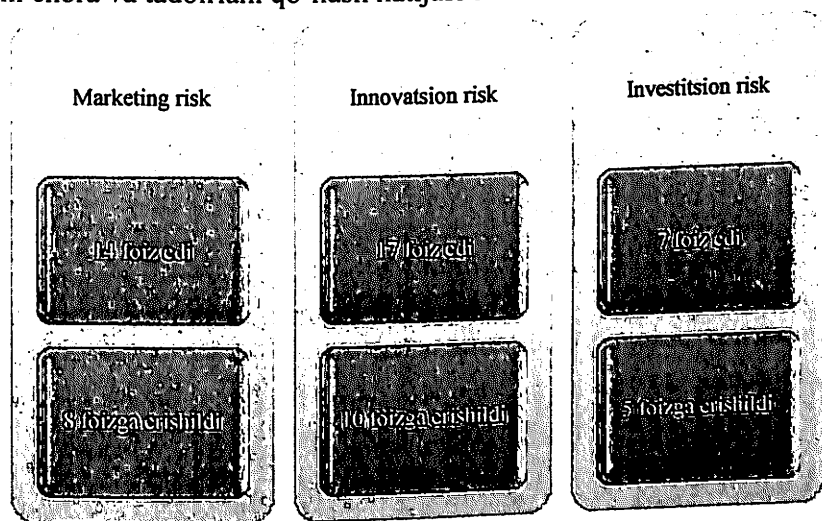 chora va tadbirlarni qo'llash
Marketing risk
14 foiz edi
8 foizga erishildi
Innovatsion risk
17 foiz edi
10 foizga erishildi
Investitsion risk
7 foiz edi
5 foizga erishildi